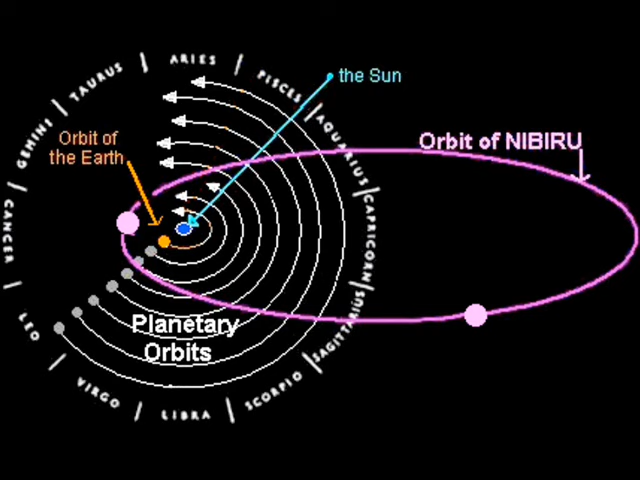 ARIES
PISCES
AQUARIUS
CAPRICORN
SAGITTARIUS
SCORPIO
LIBRA
VIRGO
LEO
CANCER
GEMINI
TAURUS
the Sun
Orbit of
the Earth
Orbit of NIBIRU
Planetary
Orbits